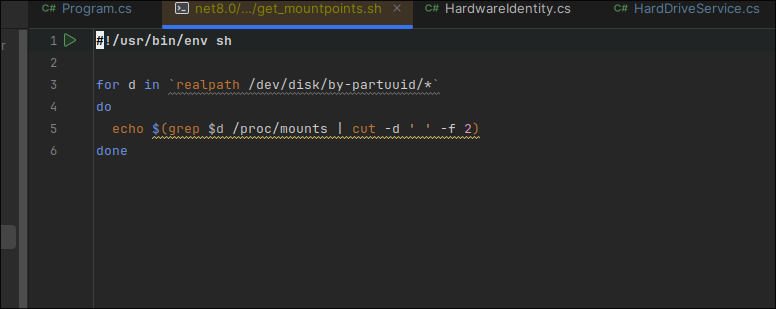 Program.cs net8.0/.../get_mountpoints.sh HardwareIdentity.cs HardDriveService.cs
1 #!/usr/bin/env sh
2
3 for d in `realpath /dev/disk/by-partuuid/*`
4 do
5 echo $(grep $d /proc/mounts | cut -d ' ' -f 2)
6 done